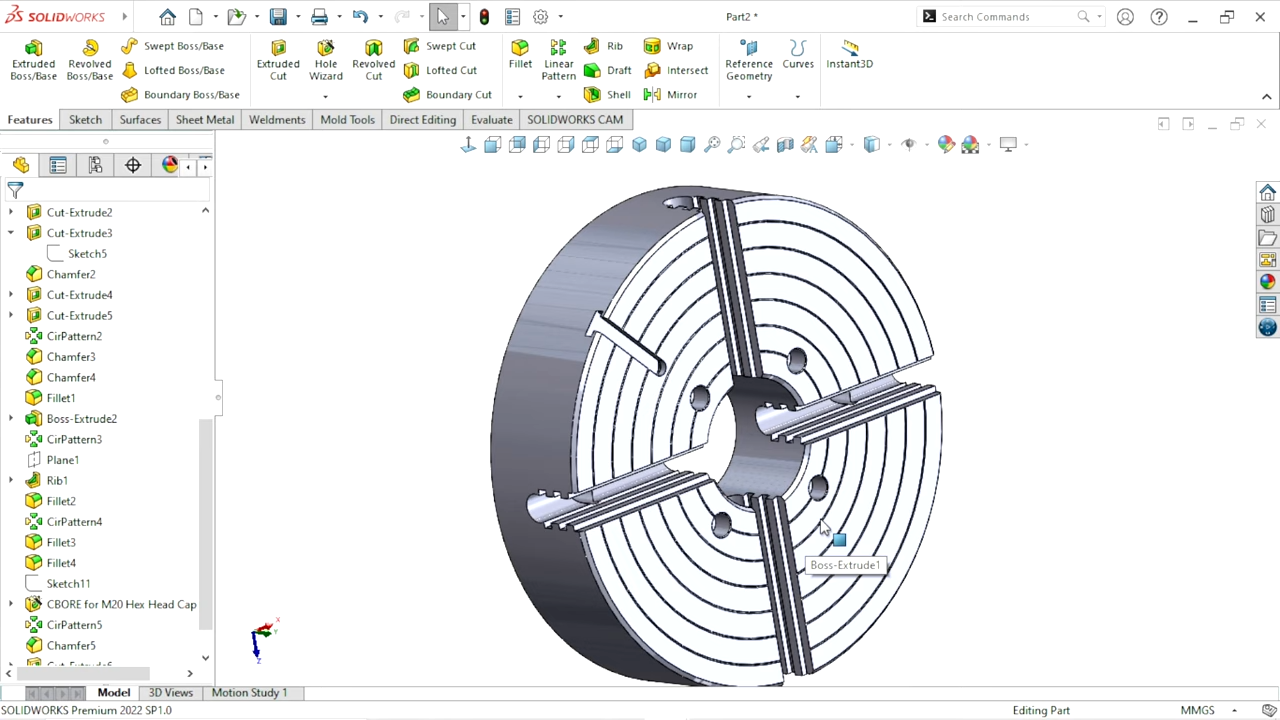 SOLIDWORKS
Part2 *
Search Commands
Extruded Boss/Base
Revolved Boss/Base
Swept Boss/Base
Lofted Boss/Base
Boundary Boss/Base
Extruded Cut
Hole Wizard
Revolved Cut
Swept Cut
Lofted Cut
Boundary Cut
Fillet
Linear Pattern
Rib
Draft
Shell
Wrap
Intersect
Mirror
Reference Geometry
Curves
Instant3D
Features
Sketch
Surfaces
Sheet Metal
Weldments
Mold Tools
Direct Editing
Evaluate
SOLIDWORKS CAM
Cut-Extrude2
Cut-Extrude3
Sketch5
Chamfer2
Cut-Extrude4
Cut-Extrude5
CirPattern2
Chamfer3
Chamfer4
Fillet1
Boss-Extrude2
CirPattern3
Plane1
Rib1
Fillet2
CirPattern4
Fillet3
Fillet4
Sketch11
CBORE for M20 Hex Head Cap
CirPattern5
Chamfer5
Cut-Extrude6
Boss-Extrude1
X
Y
Z
Model
3D Views
Motion Study 1
SOLIDWORKS Premium 2022 SP1.0
Editing Part
MMGS